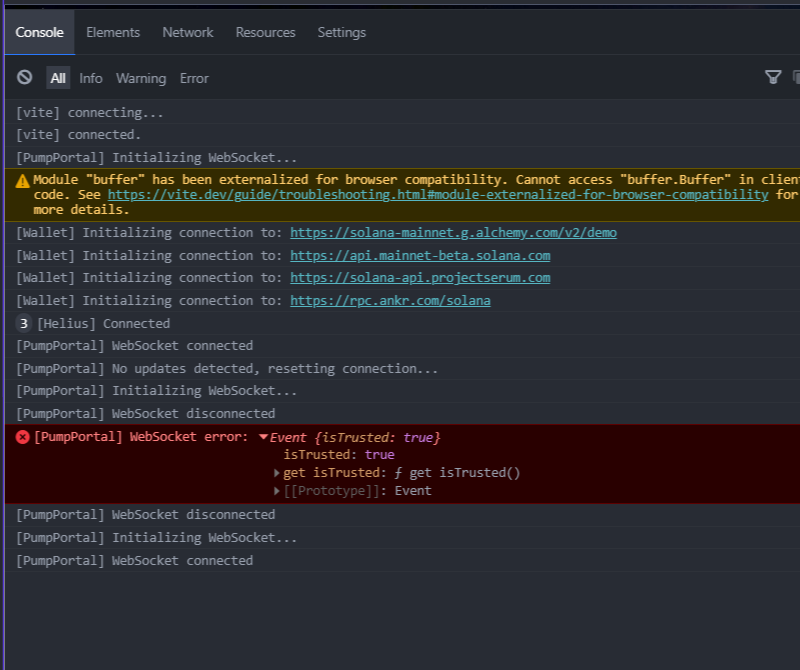 Console Elements Network Resources Settings
All Info Warning Error
[vite] connecting...
[vite] connected.
[PumpPortal] Initializing WebSocket...
Module "buffer" has been externalized for browser compatibility. Cannot access "buffer.Buffer" in client
code. See https://vite.dev/guide/troubleshooting.html#module-externalized-for-browser-compatibility for
more details.
[Wallet] Initializing connection to: https://solana-mainnet.g.alchemy.com/v2/demo
[Wallet] Initializing connection to: https://api.mainnet-beta.solana.com
[Wallet] Initializing connection to: https://solana-api.projectserum.com
[Wallet] Initializing connection to: https://rpc.ankr.com/solana
3 [Helius] Connected
[PumpPortal] WebSocket connected
[PumpPortal] No updates detected, resetting connection...
[PumpPortal] Initializing WebSocket...
[PumpPortal] WebSocket disconnected
[PumpPortal] WebSocket error: ▼Event {isTrusted: true}
isTrusted: true
▶get isTrusted: ƒ get isTrusted()
▶[[Prototype]]: Event
[PumpPortal] WebSocket disconnected
[PumpPortal] Initializing WebSocket...
[PumpPortal] WebSocket connected